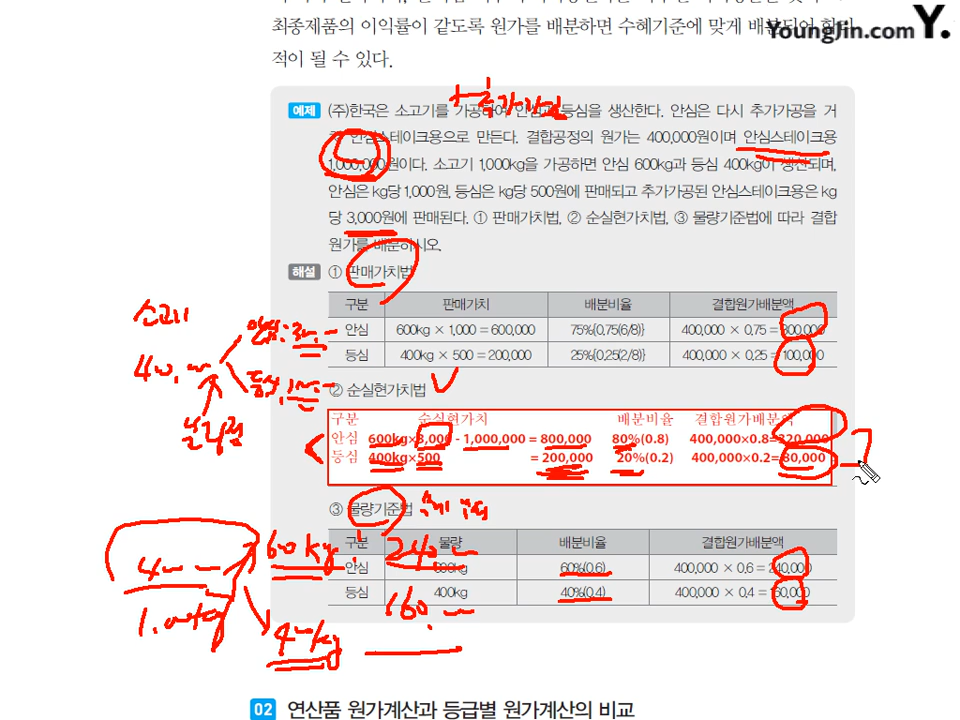 최종제품의 이익률이 같도록 원가를 배분하면 수혜기준에 맞게 배분되어 합리
적이 될 수 있다.
YoungJin.com Y.
추가가공
예제 (주)한국은 소고기를 가공하여 안심과 등심을 생산한다. 안심은 다시 추가가공을 거
쳐 안심스테이크용으로 만든다. 결합공정의 원가는 400,000원이며 안심스테이크용
1,000,000원이다. 소고기 1,000kg을 가공하면 안심 600kg과 등심 400kg이 생산되며,
안심은 kg당 1,000원, 등심은 kg당 500원에 판매되고 추가가공된 안심스테이크용은 kg
당 3,000원에 판매된다. ① 판매가치법, ② 순실현가치법, ③ 물량기준법에 따라 결합
원가를 배분하시오.
해설 ① 판매가치법
구분 판매가치 배분비율 결합원가배분액
안심 600kg × 1,000 = 600,000 75%{0.75(6/8)} 400,000 × 0.75 = 300,000
등심 400kg × 500 = 200,000 25%{0.25(2/8)} 400,000 × 0.25 = 100,000
소고기
② 순실현가치법
구분 순실현가치 배분비율 결합원가배분액
안심 600kg×3,000 - 1,000,000 = 800,000 80%(0.8) 400,000×0.8=320,000
등심 400kg×500 = 200,000 20%(0.2) 400,000×0.2=80,000
③ 물량기준법
구분 물량 배분비율 결합원가배분액
안심 600kg 60%(0.6) 400,000 × 0.6 = 240,000
등심 400kg 40%(0.4) 400,000 × 0.4 = 160,000
02 연산품 원가계산과 등급별 원가계산의 비교